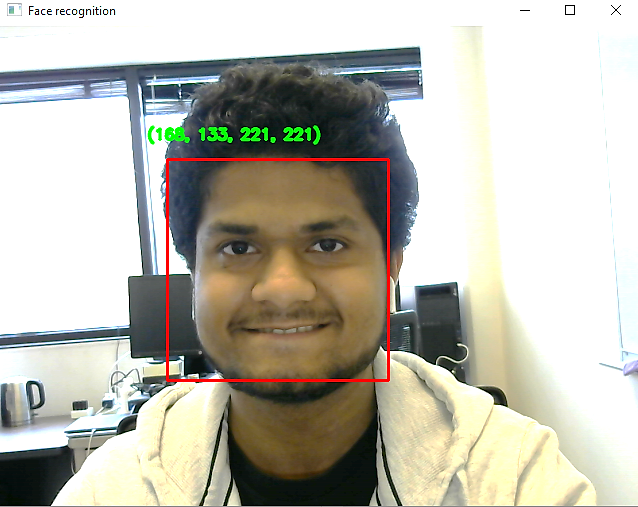 Face recognition
(168, 133, 221, 221)